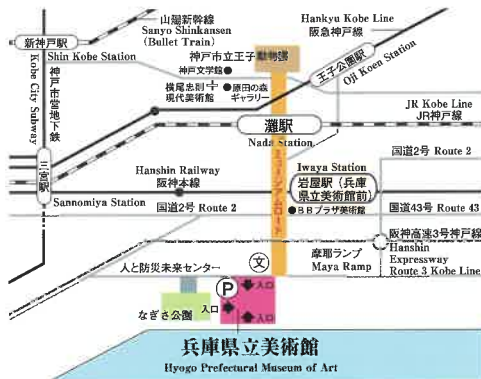 山陽新幹線
Sanyo Shinkansen
(Bullet Train)
Hankyu Kobe Line
阪急神戸線
新神戸駅
Shin Kobe Station
神戸市立王子動物園
神戸文学館
王子公園駅
Oji Koen Station
Kobe City Subway
神戸市営地下鉄
横尾忠則
現代美術館
原田の森
ギャラリー
JR Kobe Line
JR神戸線
灘駅
Nada Station
三宮駅
Sannomiya Station
Hanshin Railway
阪神本線
ミュージアムロード
Iwaya Station
岩屋駅(兵庫
県立美術館前)
国道2号 Route 2
国道2号 Route 2
BBプラザ美術館
国道43号 Route 43
阪神高速3号神戸線
Hanshin
Expressway
Route 3 Kobe Line
摩耶ランプ
Maya Ramp
人と防災未来センター
文
P
入口
入口
入口
なぎさ公園
兵庫県立美術館
Hyogo Prefectural Museum of Art